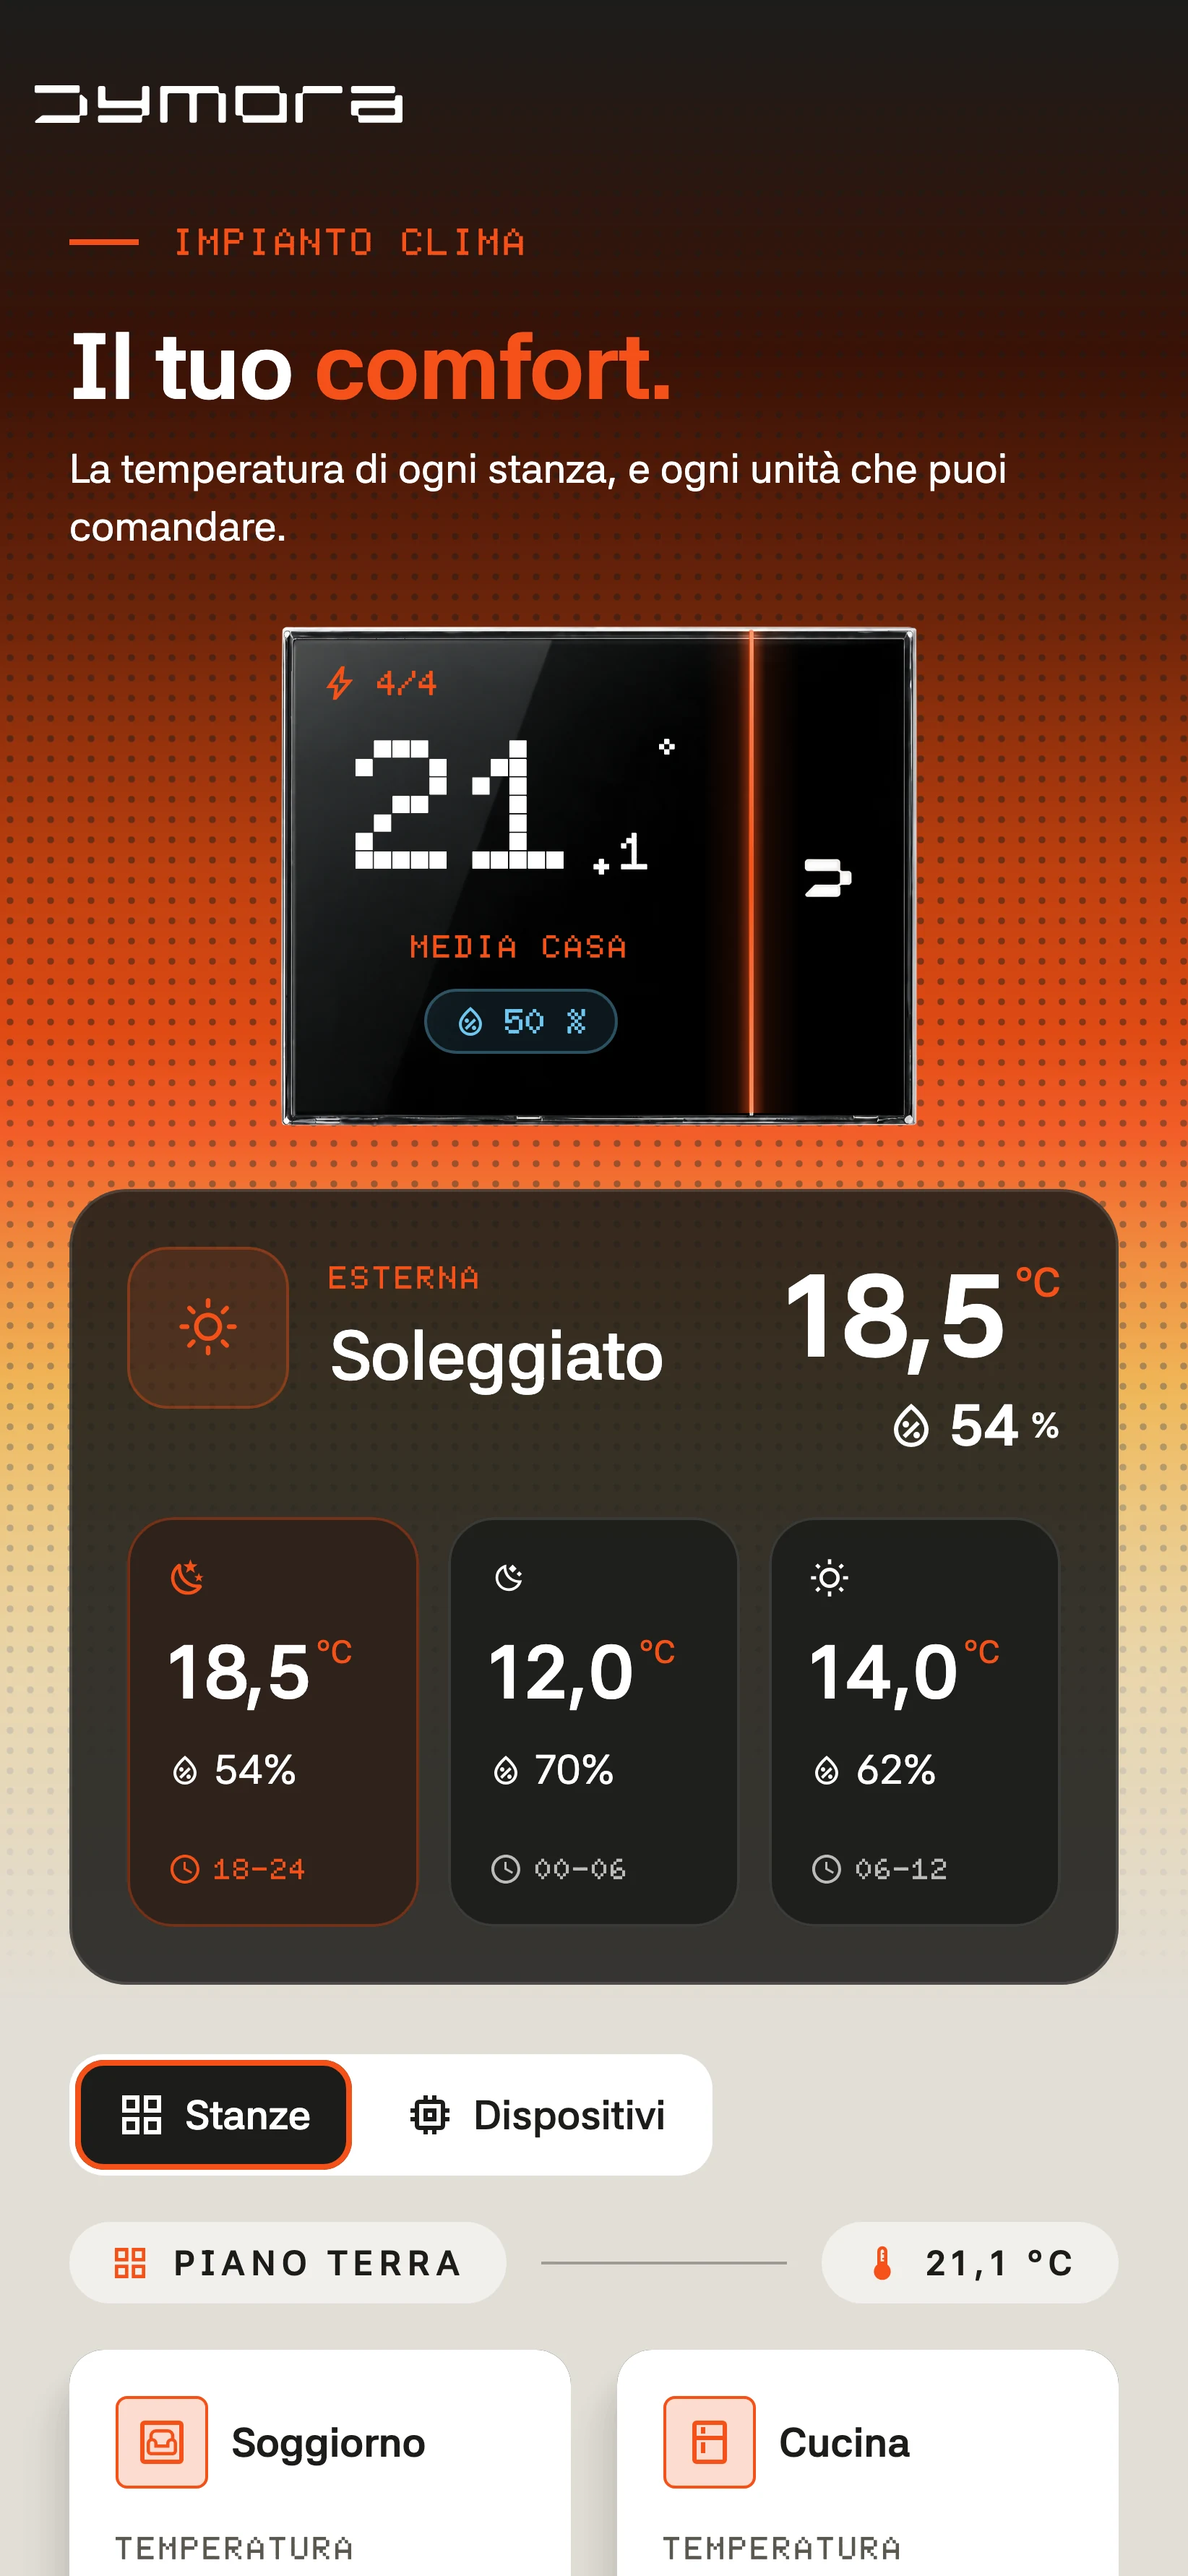 Dymora
IMPIANTO CLIMA
Il tuo comfort.
La temperatura di ogni stanza, e ogni unità che puoi
comandare.
4/4
21.1°
MEDIA CASA
50 %
ESTERNA
Soleggiato
18,5 °C
54 %
18,5 °C
54%
18-24
12,0 °C
70%
00-06
14,0 °C
62%
06-12
Stanze
Dispositivi
PIANO TERRA
21,1 °C
Soggiorno
TEMPERATURA
Cucina
TEMPERATURA